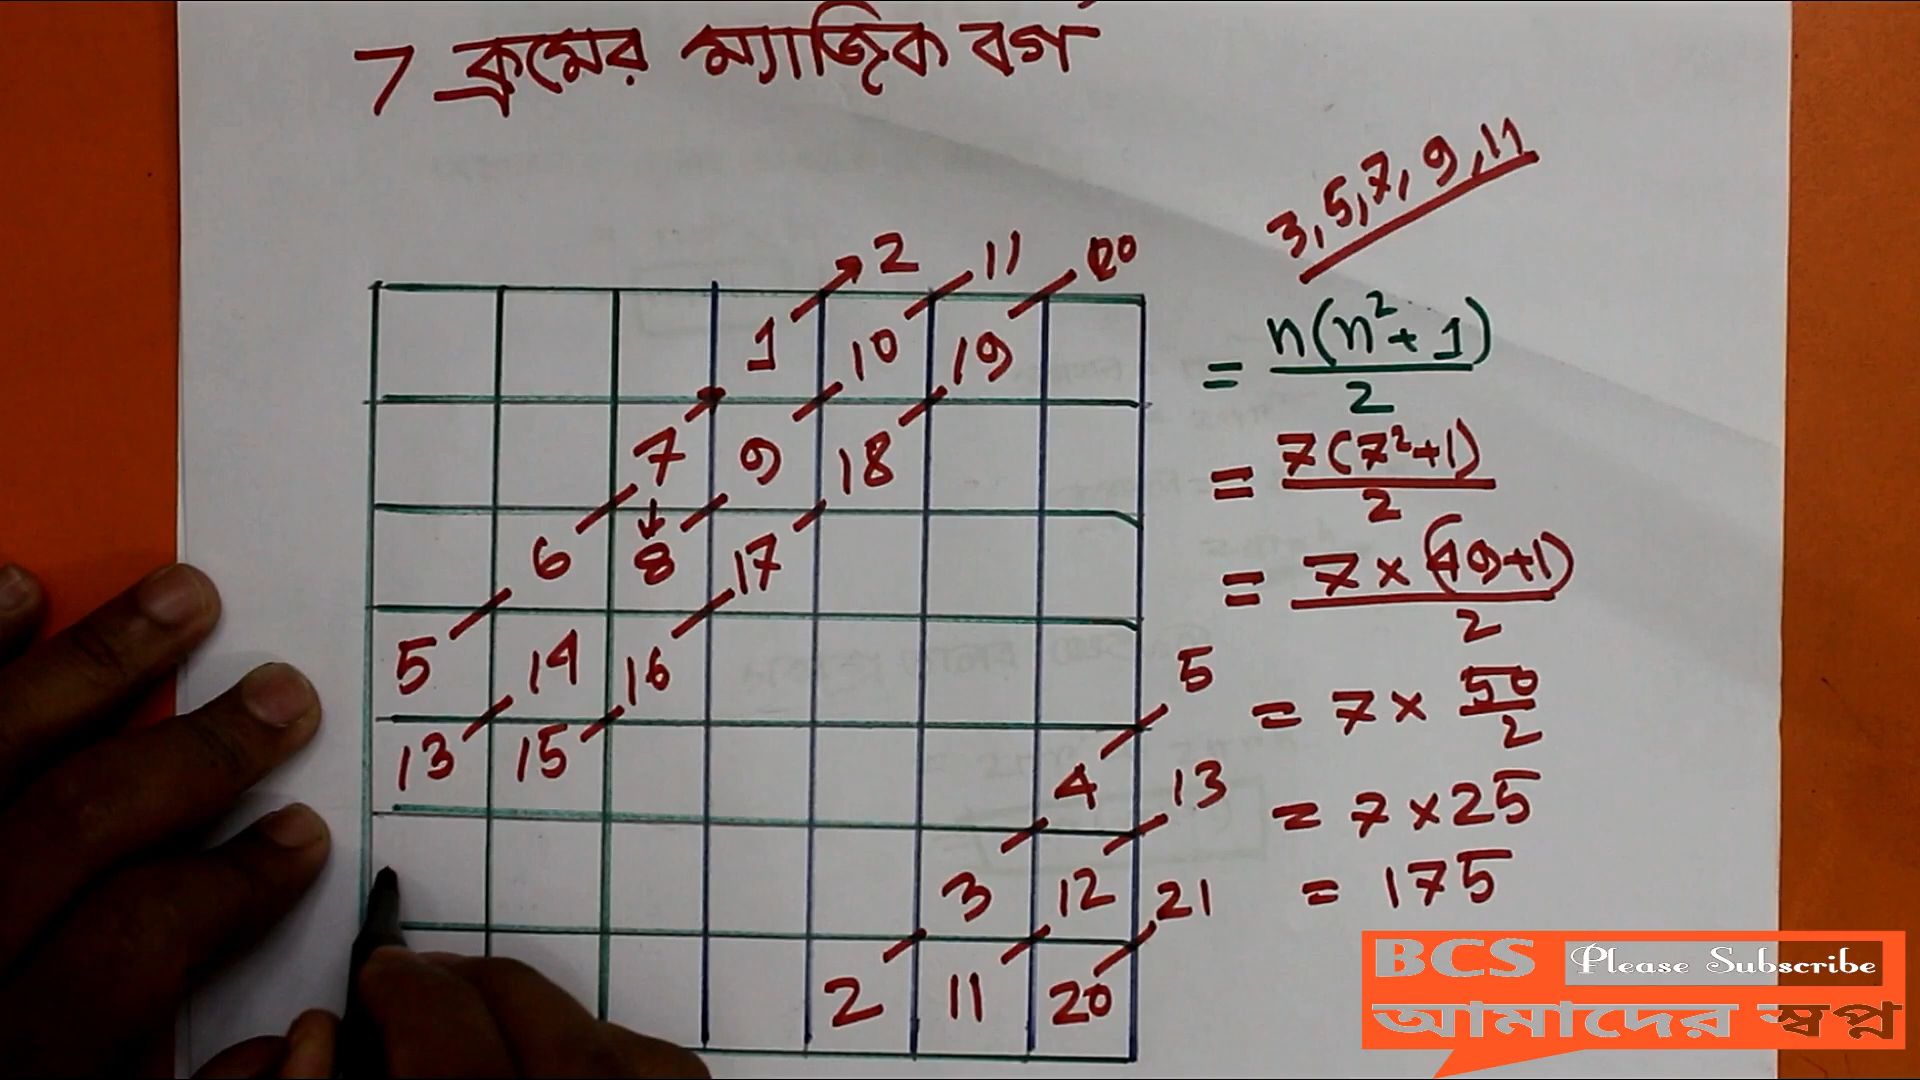 7 ক্রমের ম্যাজিক বর্গ
3, 5, 7, 9, 11
2 11 20
1 10 19
7 9 18
6 8 17
5 14 16
13 15
5
4 13
3 12 21
2 11 20
= n(n²+1)/2
= 7(7²+1)/2
= 7×(49+1)/2
= 7 × 50/2
= 7 × 25
= 175
BCS Please Subscribe
আমাদের স্বপ্ন